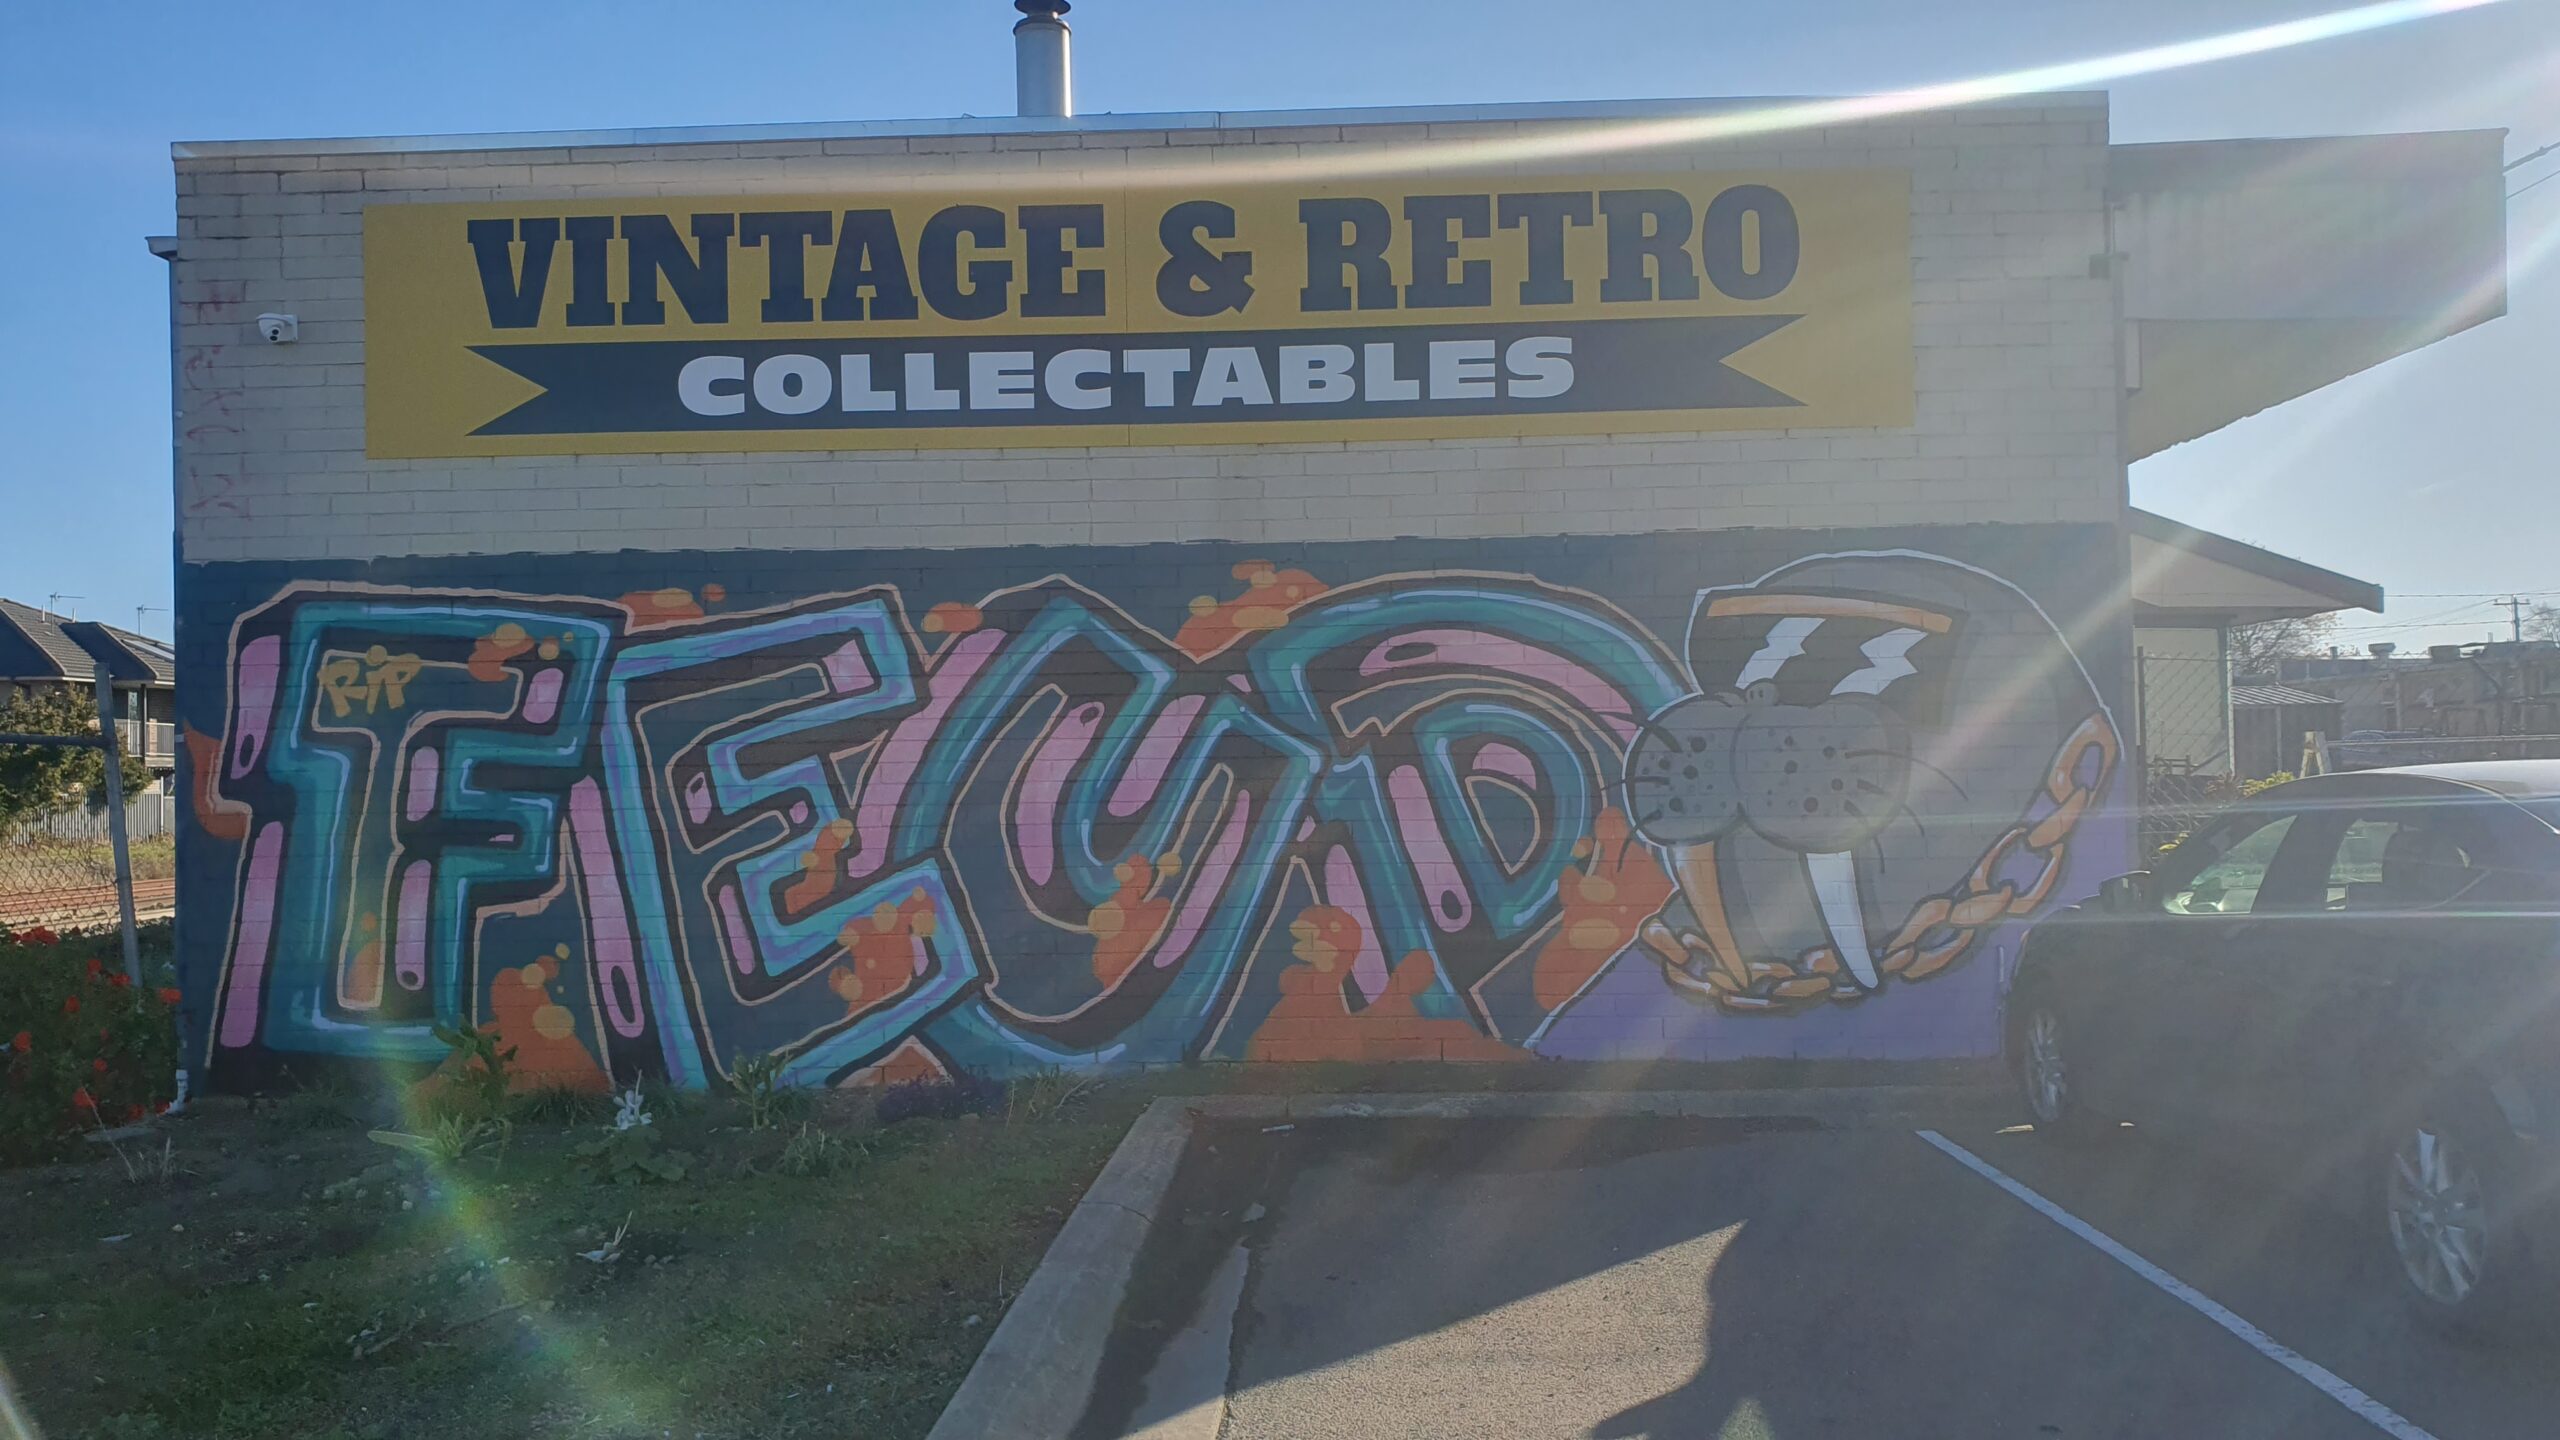 VINTAGE & RETRO
COLLECTABLES
RiP
FEUD